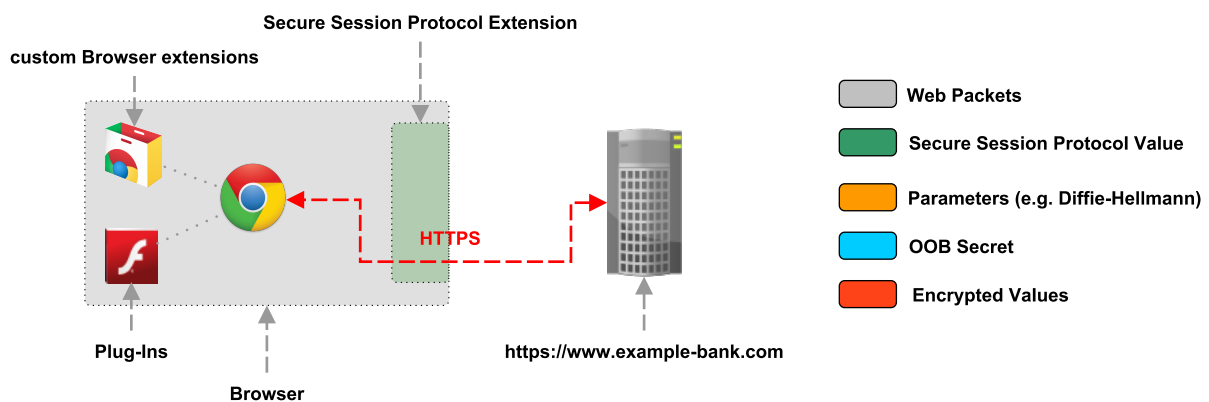 Secure Session Protocol Extension
custom Browser extensions
HTTPS
Plug-Ins
Browser
https://www.example-bank.com
Web Packets
Secure Session Protocol Value
Parameters (e.g. Diffie-Hellmann)
OOB Secret
Encrypted Values